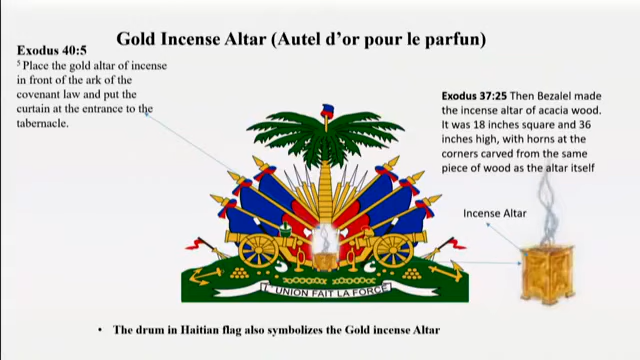 Gold Incense Altar (Autel d’or pour le parfun)
Exodus 40:5
5 Place the gold altar of incense
in front of the ark of the
covenant law and put the
curtain at the entrance to the
tabernacle.
Exodus 37:25 Then Bezalel made
the incense altar of acacia wood.
It was 18 inches square and 36
inches high, with horns at the
corners carved from the same
piece of wood as the altar itself
Incense Altar
L'UNION FAIT LA FORCE
• The drum in Haitian flag also symbolizes the Gold incense Altar